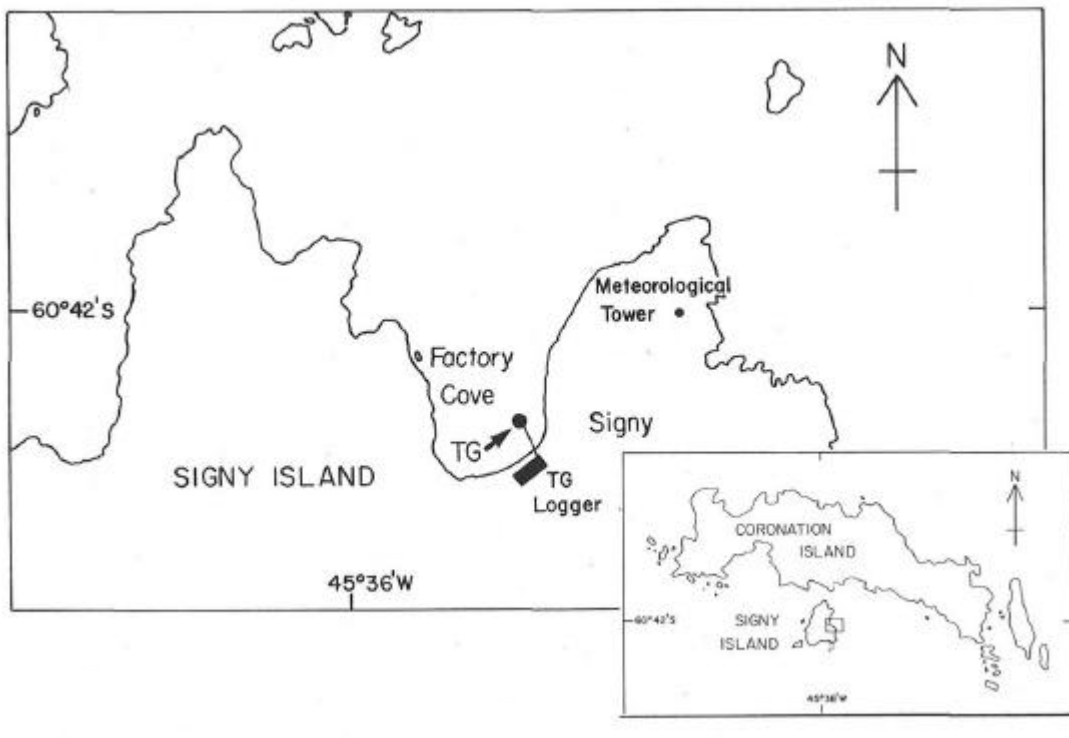 N
Meteorological
Tower
60°42'S
Factory
Cove
TG
Signy
SIGNY ISLAND
TG
Logger
45°36'W
N
CORONATION
ISLAND
60°42'S
SIGNY
ISLAND
45°36'W